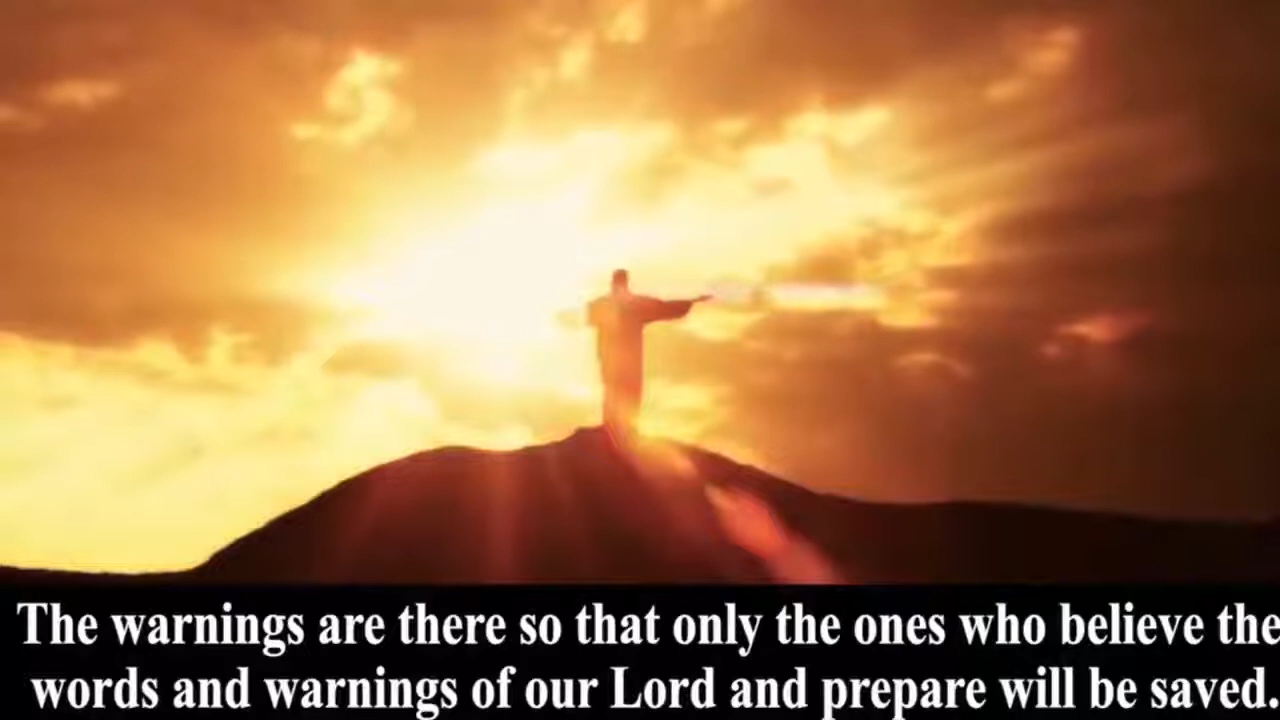 The warnings are there so that only the ones who believe the
words and warnings of our Lord and prepare will be saved.